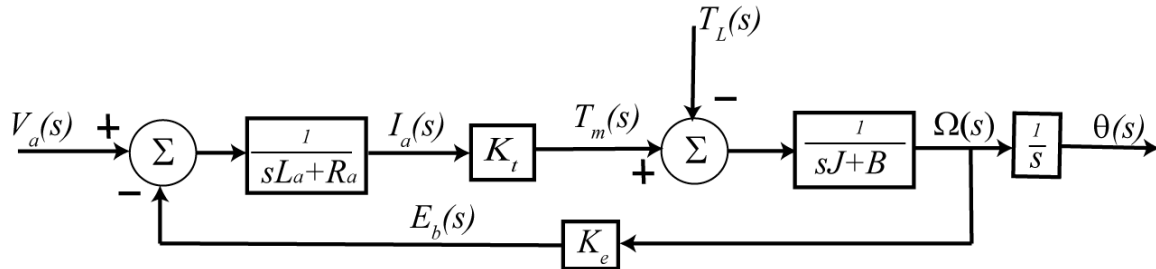 T_L(s)
V_a(s)
+
−
Σ
1
sL_a+R_a
I_a(s)
K_t
T_m(s)
−
+
Σ
1
sJ+B
Ω(s)
1
s
θ(s)
E_b(s)
K_e